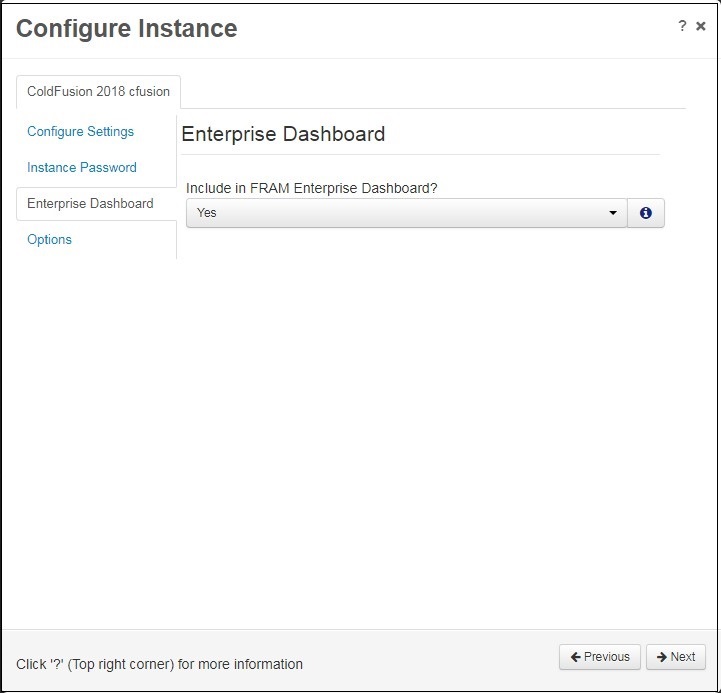 Configure Instance
?
ColdFusion 2018 cfusion
Configure Settings
Instance Password
Enterprise Dashboard
Options
Enterprise Dashboard
Include in FRAM Enterprise Dashboard?
Yes
Click '?' (Top right corner) for more information
Previous
Next